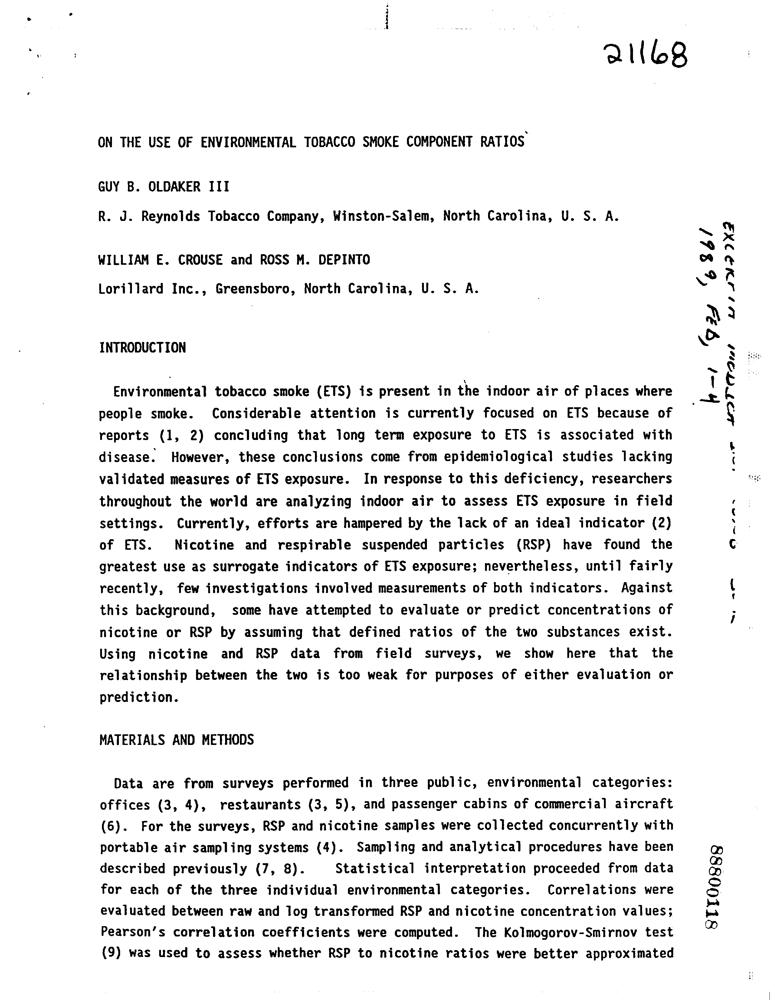 21168
ON THE USE OF ENVIRONMENTAL TOBACCO SMOKE COMPONENT RATIOS
GUY B. OLDAKER III
R. J. Reynolds Tobacco Company, Winston-Salem, North Carolina, U. S. A.
WILLIAM E. CROUSE and ROSS M. DEPINTO
Lorillard Inc., Greensboro, North Carolina, U. S. A.
INTRODUCTION
Environmental tobacco smoke (ETS) is present in the indoor air of places where
people smoke. Considerable attention is currently focused on ETS because of
reports (1, 2) concluding that long term exposure to ETS is associated with
disease. However, these conclusions come from epidemiological studies lacking
validated measures of ETS exposure. In response to this deficiency, researchers
throughout the world are analyzing indoor air to assess ETS exposure in field
settings. Currently, efforts are hampered by the lack of an ideal indicator (2)
of ETS. Nicotine and respirable suspended particles (RSP) have found the
greatest use as surrogate indicators of ETS exposure; nevertheless, until fairly
recently, few investigations involved measurements of both indicators. Against
this background, some have attempted to evaluate or predict concentrations of
nicotine or RSP by assuming that defined ratios of the two substances exist.
Using nicotine and RSP data from field surveys, we show here that the
relationship between the two is too weak for purposes of either evaluation or
prediction.
MATERIALS AND METHODS
Data are from surveys performed in three public, environmental categories:
offices (3, 4), restaurants (3, 5), and passenger cabins of commercial aircraft
(6). For the surveys, RSP and nicotine samples were collected concurrently with
portable air sampling systems (4). Sampling and analytical procedures have been
described previously (7, 8). Statistical interpretation proceeded from data
for each of the three individual environmental categories. Correlations were
evaluated between raw and log transformed RSP and nicotine concentration values;
Pearson's correlation coefficients were computed. The Kolmogorov-Smirnov test
(9) was used to assess whether RSP to nicotine ratios were better approximated
1989, Feb, 1-4
88800118